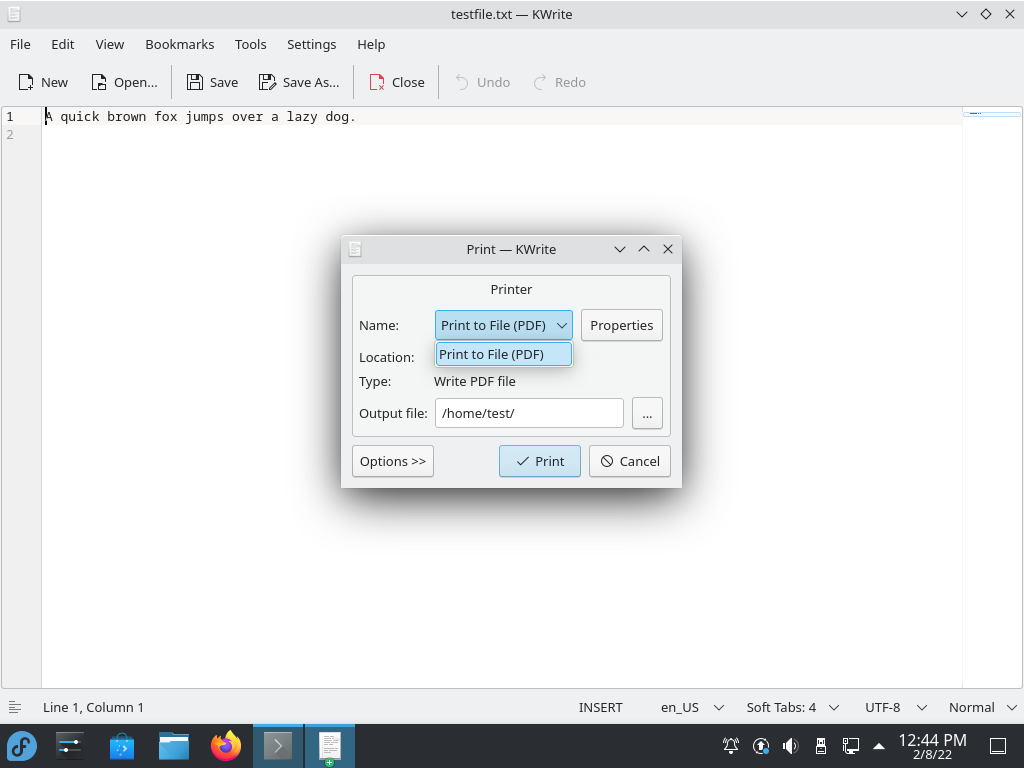 testfile.txt — KWrite
File Edit View Bookmarks Tools Settings Help
New Open... Save Save As... Close Undo Redo
1 A quick brown fox jumps over a lazy dog.
2
Print — KWrite
Printer
Name: Print to File (PDF) Properties
Print to File (PDF)
Location:
Type: Write PDF file
Output file: /home/test/ ...
Options >> Print Cancel
Line 1, Column 1 INSERT en_US Soft Tabs: 4 UTF-8 Normal
12:44 PM
2/8/22